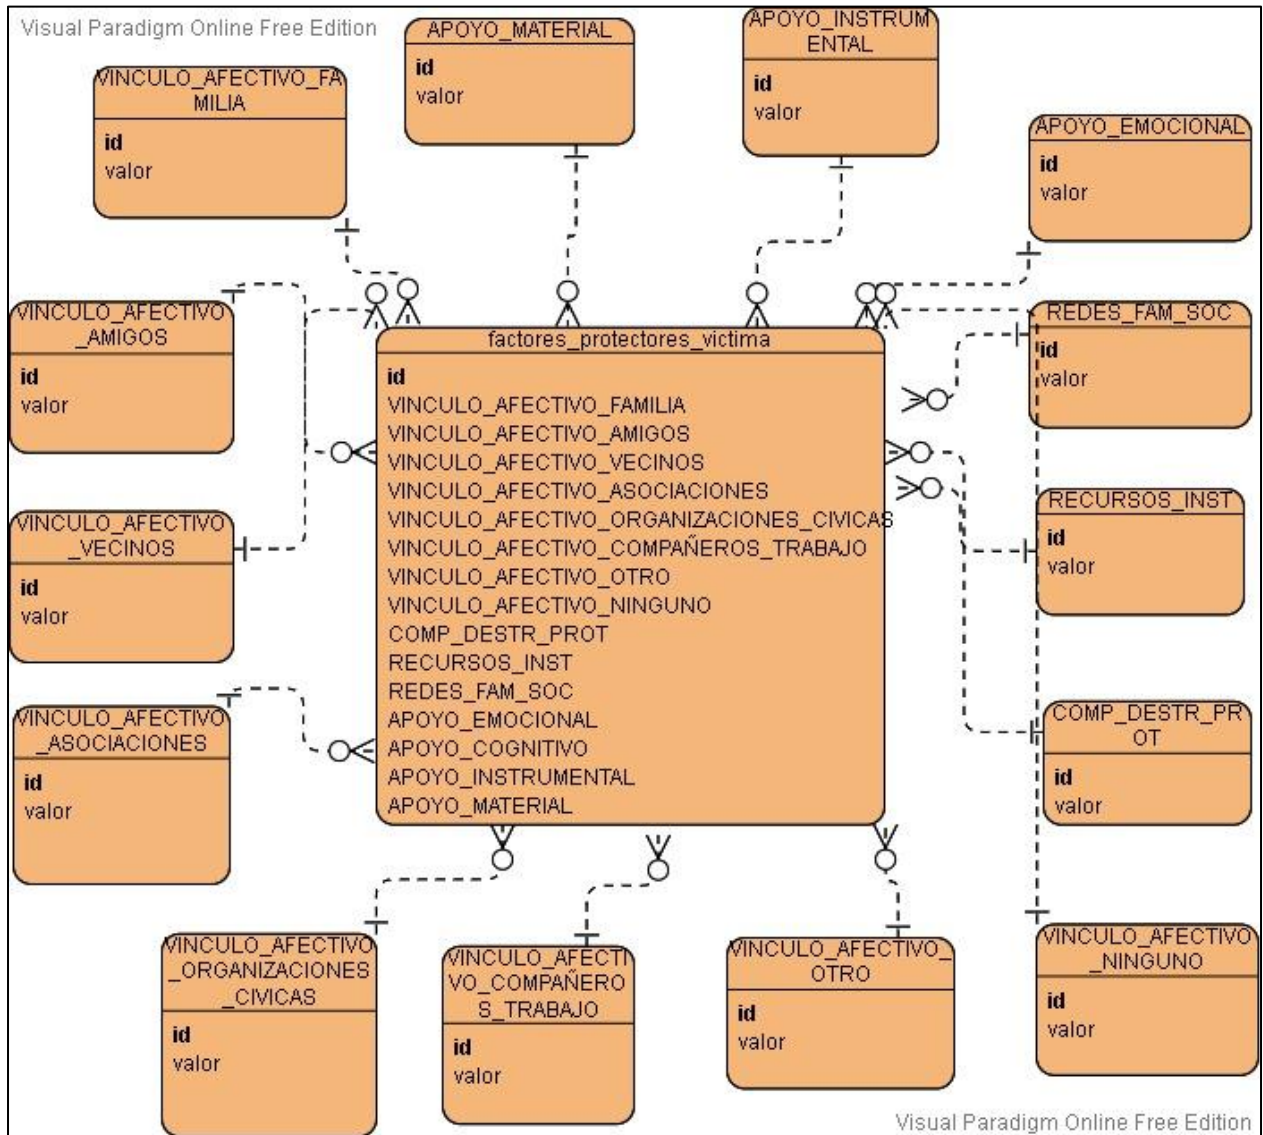 Visual Paradigm Online Free Edition
APOYO_MATERIAL
id
valor
APOYO_INSTRUM
ENTAL
id
valor
VINCULO_AFECTIVO_FA
MILIA
id
valor
APOYO_EMOCIONAL
id
valor
VINCULO_AFECTIVO
_AMIGOS
id
valor
REDES_FAM_SOC
id
valor
factores_protectores_victima
id
VINCULO_AFECTIVO_FAMILIA
VINCULO_AFECTIVO_AMIGOS
VINCULO_AFECTIVO_VECINOS
VINCULO_AFECTIVO_ASOCIACIONES
VINCULO_AFECTIVO_ORGANIZACIONES_CIVICAS
VINCULO_AFECTIVO_COMPAÑEROS_TRABAJO
VINCULO_AFECTIVO_OTRO
VINCULO_AFECTIVO_NINGUNO
COMP_DESTR_PROT
RECURSOS_INST
REDES_FAM_SOC
APOYO_EMOCIONAL
APOYO_COGNITIVO
APOYO_INSTRUMENTAL
APOYO_MATERIAL
VINCULO_AFECTIVO
_VECINOS
id
valor
RECURSOS_INST
id
valor
VINCULO_AFECTIVO
_ASOCIACIONES
id
valor
COMP_DESTR_PR
OT
id
valor
VINCULO_AFECTIVO
_ORGANIZACIONES
_CIVICAS
id
valor
VINCULO_AFECTI
VO_COMPAÑERO
S_TRABAJO
id
valor
VINCULO_AFECTIVO_
OTRO
id
valor
VINCULO_AFECTIVO
_NINGUNO
id
valor
Visual Paradigm Online Free Edition